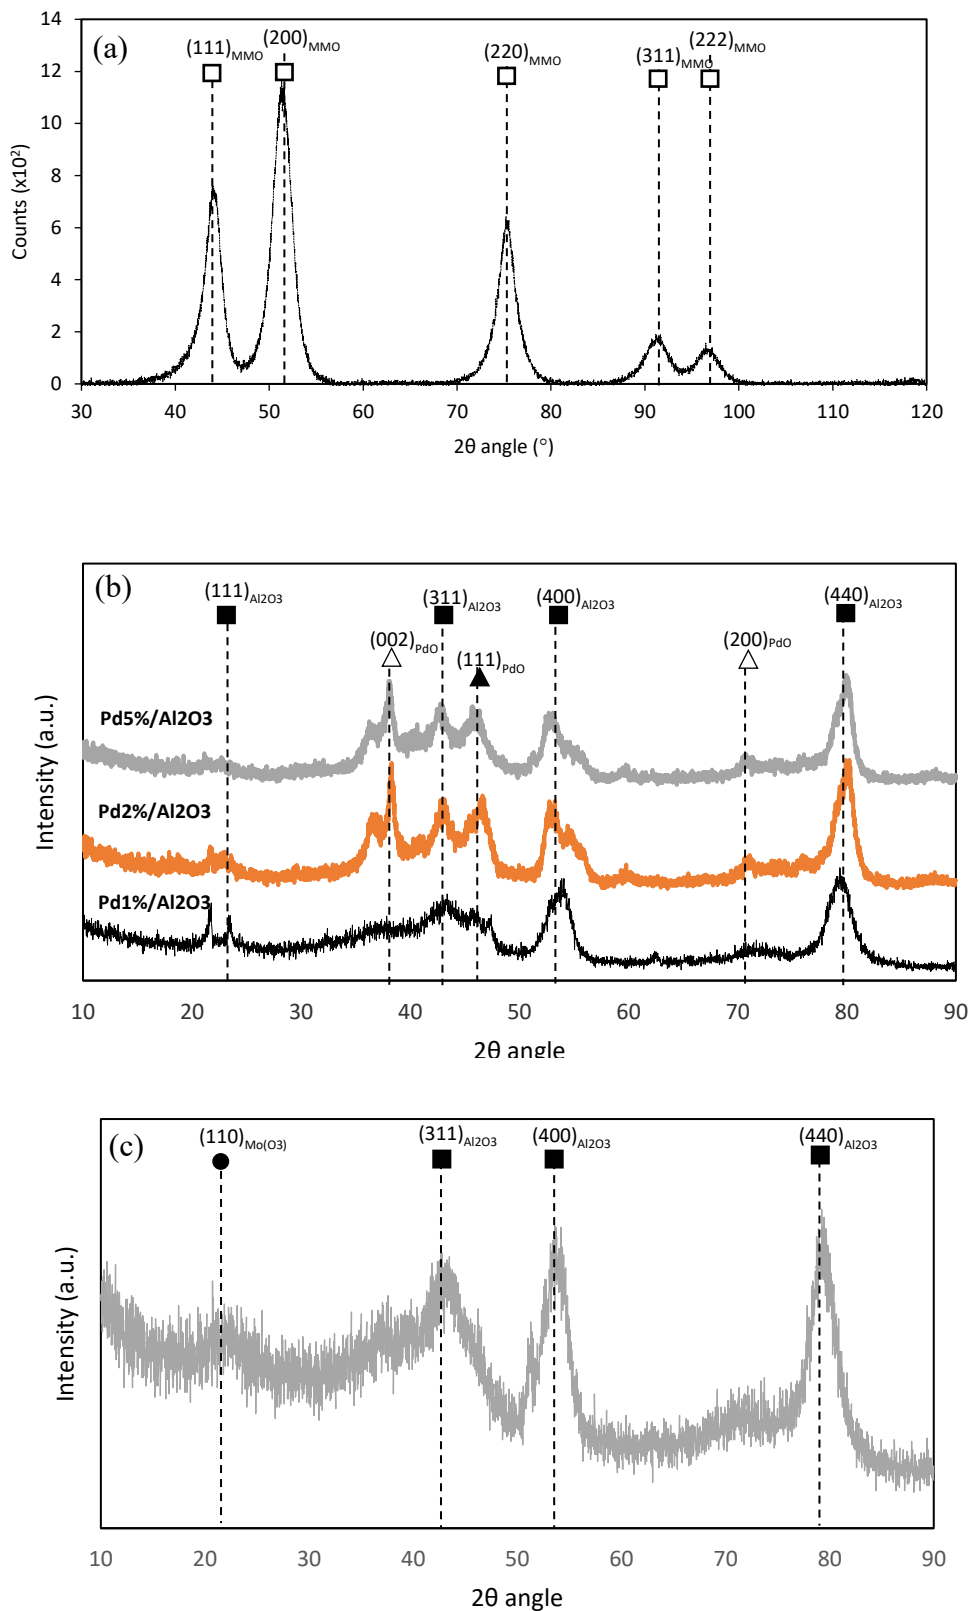 (a)
(111)MMO
(200)MMO
(220)MMO
(311)MMO
(222)MMO
14
12
10
8
6
4
2
0
Counts (x10²)
30 40 50 60 70 80 90 100 110 120
2θ angle (°)
(b)
(111)Al2O3
(002)PdO
(311)Al2O3
(111)PdO
(400)Al2O3
(200)PdO
(440)Al2O3
Pd5%/Al2O3
Pd2%/Al2O3
Pd1%/Al2O3
Intensity (a.u.)
10 20 30 40 50 60 70 80 90
2θ angle
(c)
(110)Mo(O3)
(311)Al2O3
(400)Al2O3
(440)Al2O3
Intensity (a.u.)
10 20 30 40 50 60 70 80 90
2θ angle